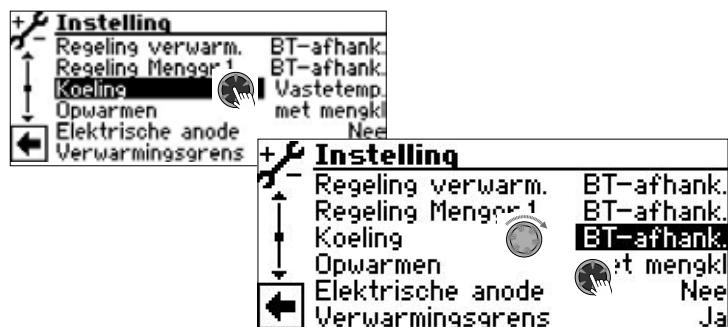 Instelling
Regeling verwarm. BT-afhank.
Regeling Menggr.1 BT-afhank.
Koeling Vastetemp.
Opwarmen met mengkl
Elektrische anode Nee
Verwarmingsgrens
Instelling
Regeling verwarm. BT-afhank.
Regeling Menggr.1 BT-afhank.
Koeling BT-afhank.
Opwarmen mengkl
Elektrische anode Nee
Verwarmingsgrens Ja